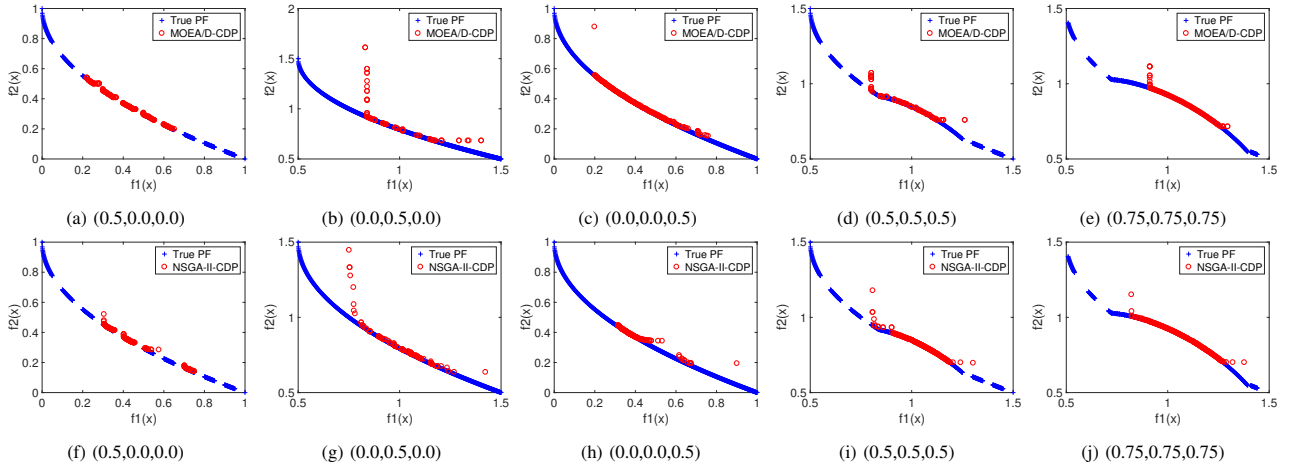 True PF
MOEA/D-CDP
f2(x)
1
0.8
0.6
0.4
0.2
0
0 0.2 0.4 0.6 0.8 1
f1(x)
(a) (0.5,0.0,0.0)
True PF
MOEA/D-CDP
f2(x)
2
1.5
1
0.5
0.5 1 1.5
f1(x)
(b) (0.0,0.5,0.0)
True PF
MOEA/D-CDP
f2(x)
1
0.8
0.6
0.4
0.2
0
0 0.2 0.4 0.6 0.8 1
f1(x)
(c) (0.0,0.0,0.5)
True PF
MOEA/D-CDP
f2(x)
1.5
1
0.5
0.5 1 1.5
f1(x)
(d) (0.5,0.5,0.5)
True PF
MOEA/D-CDP
f2(x)
1.5
1
0.5
0.5 1 1.5
f1(x)
(e) (0.75,0.75,0.75)
True PF
NSGA-II-CDP
f2(x)
1
0.8
0.6
0.4
0.2
0
0 0.2 0.4 0.6 0.8 1
f1(x)
(f) (0.5,0.0,0.0)
True PF
NSGA-II-CDP
f2(x)
1.5
1
0.5
0.5 1 1.5
f1(x)
(g) (0.0,0.5,0.0)
True PF
NSGA-II-CDP
f2(x)
1
0.8
0.6
0.4
0.2
0
0 0.2 0.4 0.6 0.8 1
f1(x)
(h) (0.0,0.0,0.5)
True PF
NSGA-II-CDP
f2(x)
1.5
1
0.5
0.5 1 1.5
f1(x)
(i) (0.5,0.5,0.5)
True PF
NSGA-II-CDP
f2(x)
1.5
1
0.5
0.5 1 1.5
f1(x)
(j) (0.75,0.75,0.75)